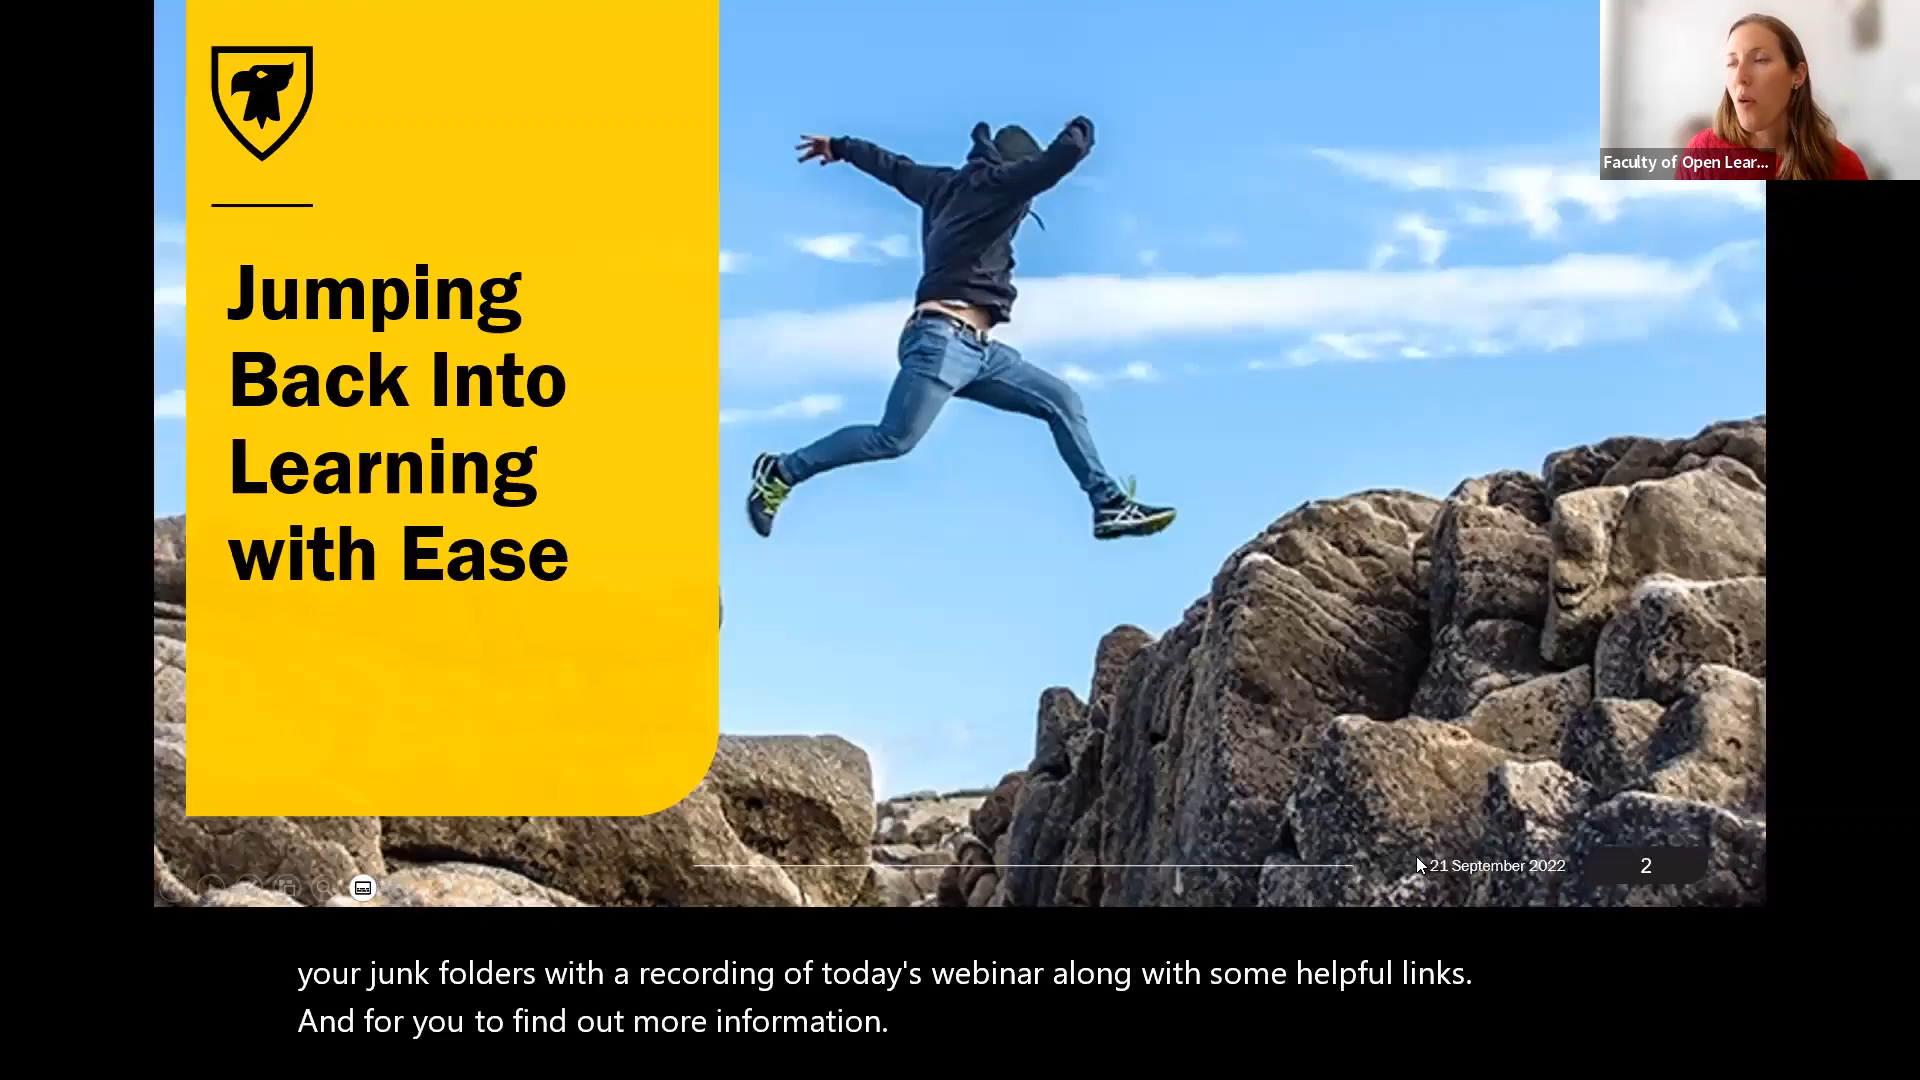 Faculty of Open Lear...
Jumping
Back Into
Learning
with Ease
21 September 2022
2
your junk folders with a recording of today's webinar along with some helpful links.
And for you to find out more information.